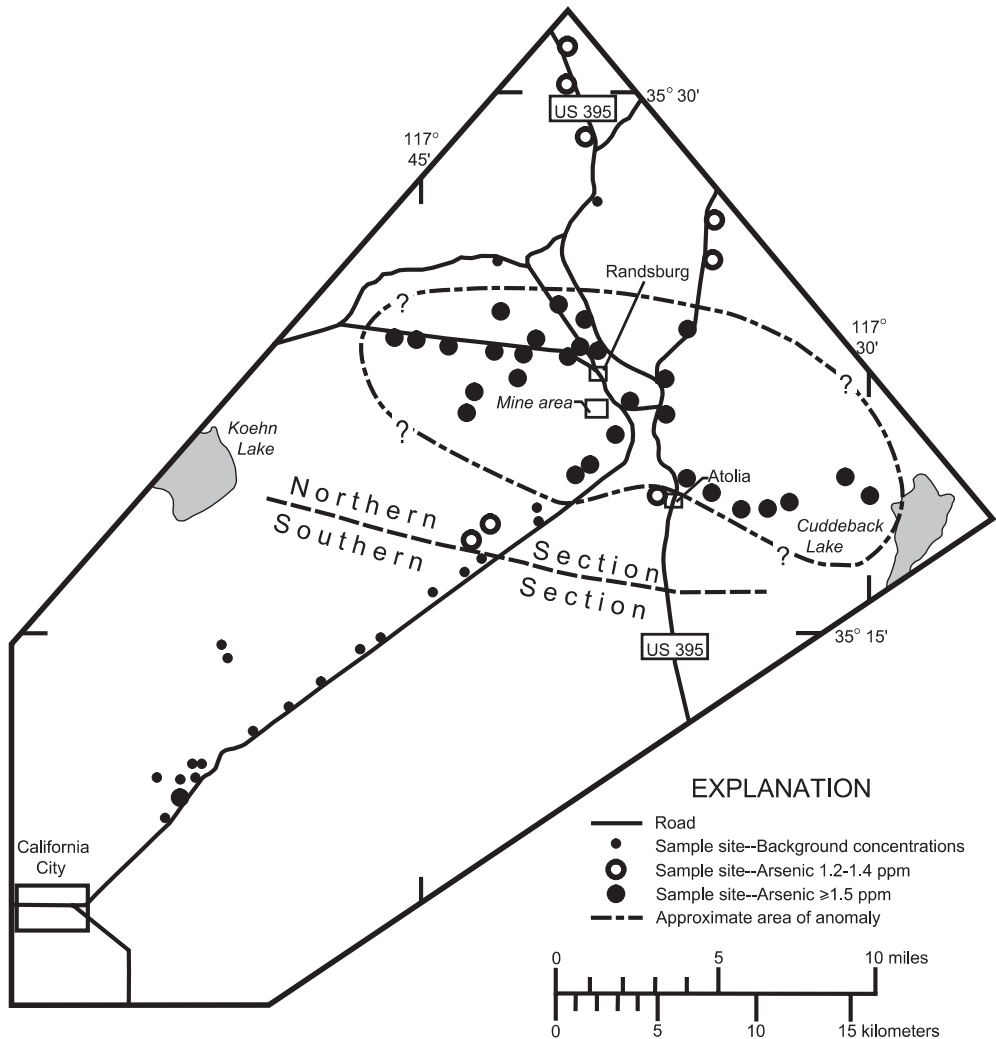 US 395
35° 30'
117°
45'
Randsburg
?
117°
30'
?
Mine area
?
Koehn
Lake
Atolia
Northern
Section
Southern
Section
Cuddeback
Lake
?
35° 15'
US 395
EXPLANATION
Road
Sample site--Background concentrations
Sample site--Arsenic 1.2-1.4 ppm
Sample site--Arsenic ≥1.5 ppm
Approximate area of anomaly
California
City
0 5 10 miles
0 5 10 15 kilometers